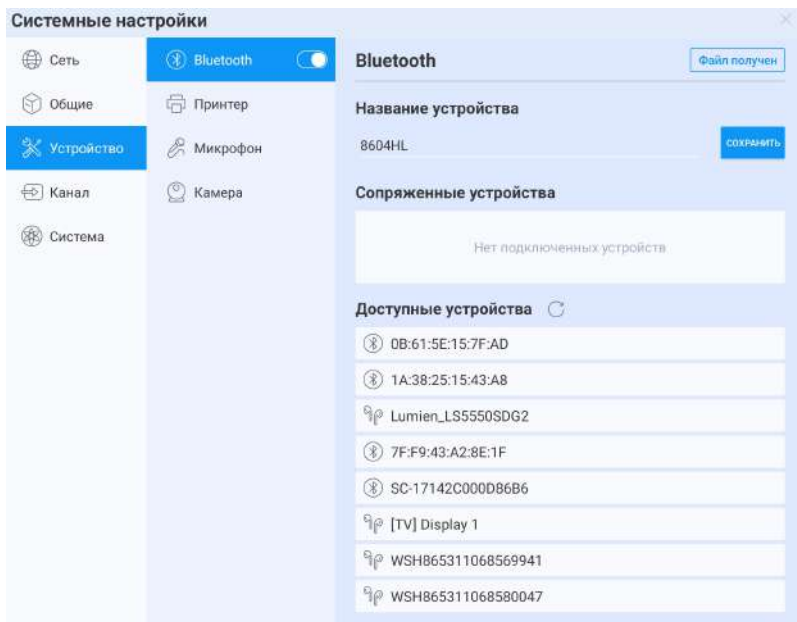 Системные настройки
Сеть
Общие
Устройство
Канал
Система
Bluetooth
Принтер
Микрофон
Камера
Bluetooth
Файл получен
Название устройства
8604HL
СОХРАНИТЬ
Сопряженные устройства
Нет подключенных устройств
Доступные устройства
0B:61:5E:15:7F:AD
1A:38:25:15:43:A8
Lumien_LS5550SDG2
7F:F9:43:A2:8E:1F
SC-17142C000D86B6
[TV] Display 1
WSH865311068569941
WSH865311068580047